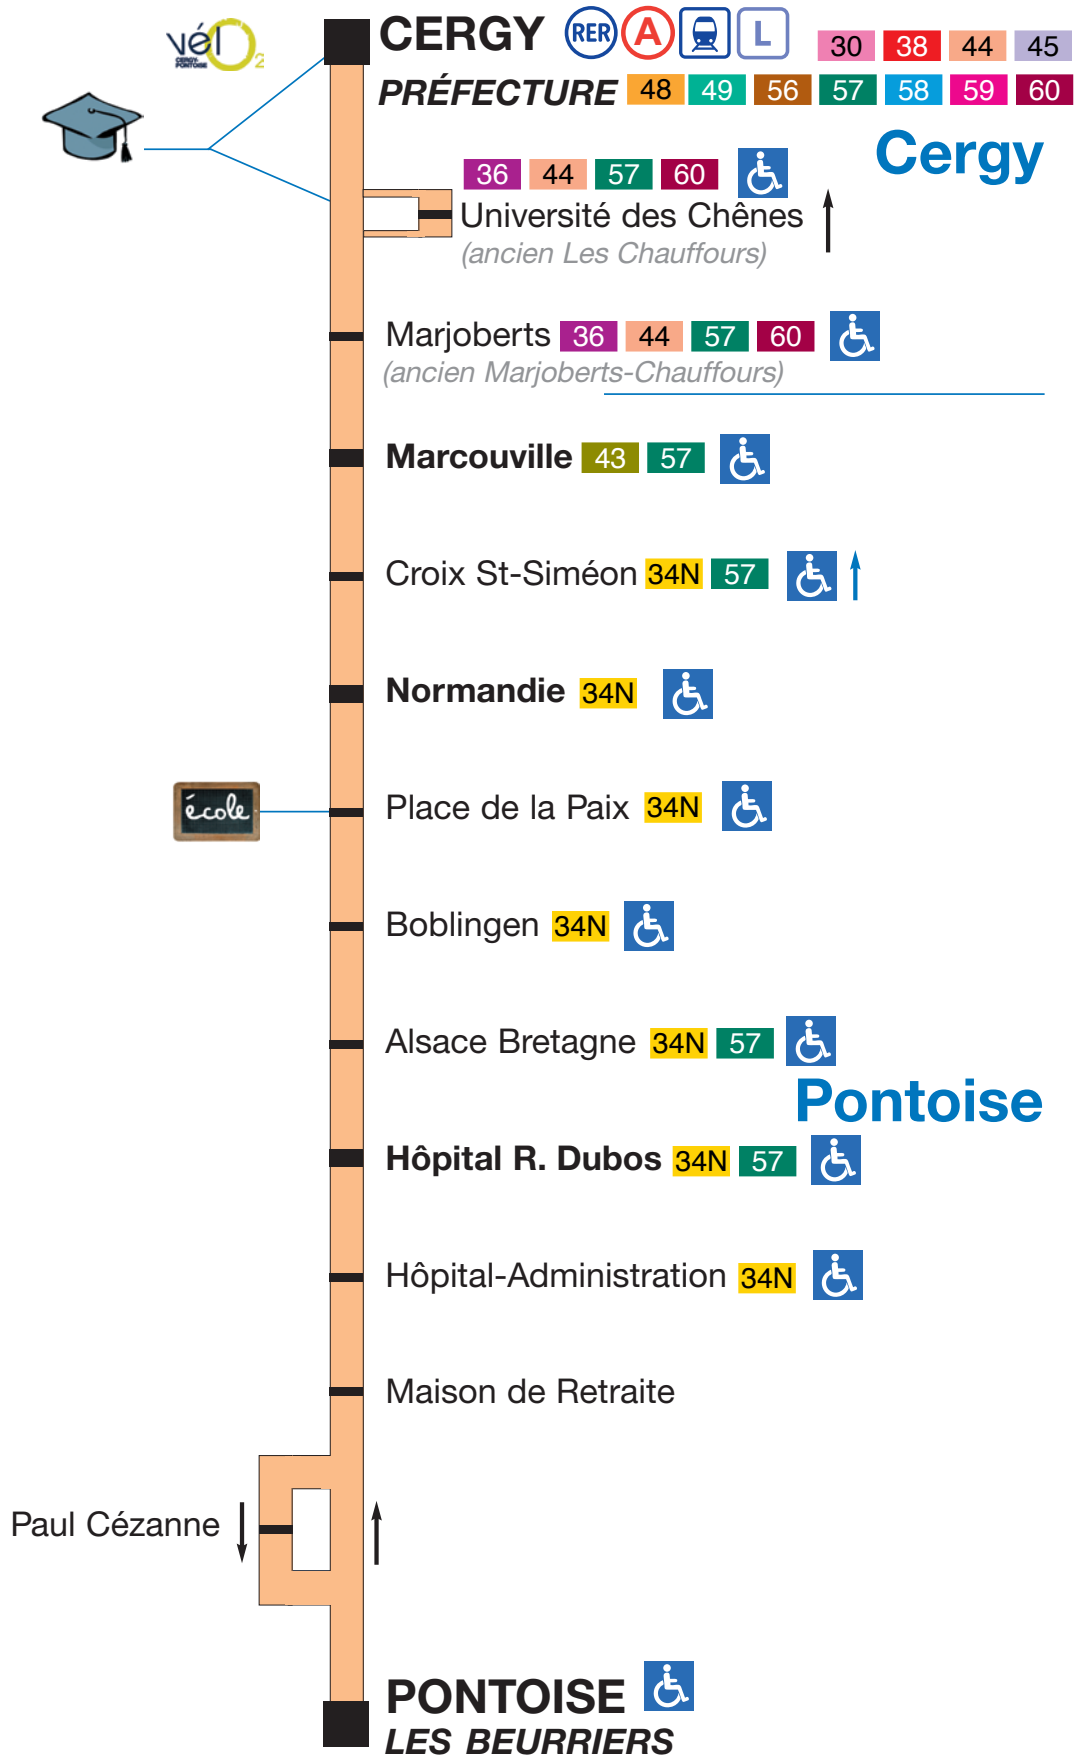 vélO2
CERGY-PONTOISE
CERGY RER A L 30 38 44 45
PRÉFECTURE 48 49 56 57 58 59 60
Cergy
36 44 57 60
Université des Chênes
(ancien Les Chauffours)
Marjoberts 36 44 57 60
(ancien Marjoberts-Chauffours)
Marcouville 43 57
Croix St-Siméon 34N 57
Normandie 34N
école
Place de la Paix 34N
Boblingen 34N
Alsace Bretagne 34N 57
Pontoise
Hôpital R. Dubos 34N 57
Hôpital-Administration 34N
Maison de Retraite
Paul Cézanne
PONTOISE
LES BEURRIERS